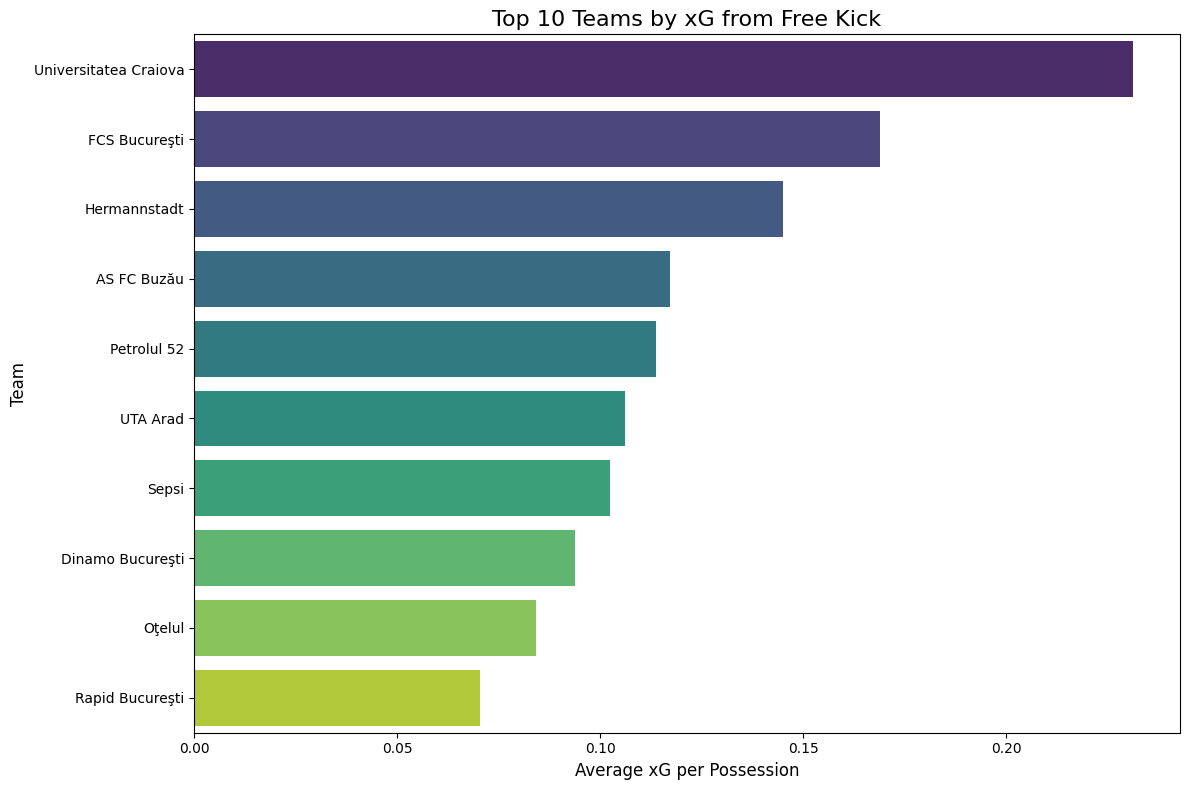 Top 10 Teams by xG from Free Kick
Team
Universitatea Craiova
FCS Bucureşti
Hermannstadt
AS FC Buzău
Petrolul 52
UTA Arad
Sepsi
Dinamo Bucureşti
Oţelul
Rapid Bucureşti
0.00 0.05 0.10 0.15 0.20
Average xG per Possession